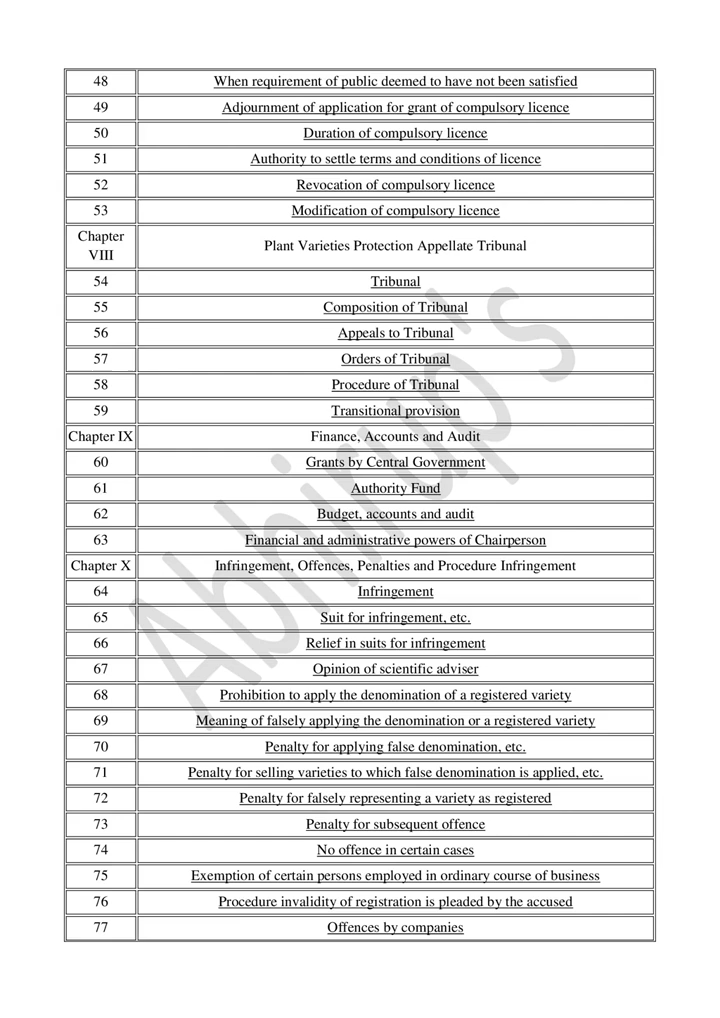 48 When requirement of public deemed to have not been satisfied
49 Adjournment of application for grant of compulsory licence
50 Duration of compulsory licence
51 Authority to settle terms and conditions of licence
52 Revocation of compulsory licence
53 Modification of compulsory licence
Chapter
VIII
Plant Varieties Protection Appellate Tribunal
54 Tribunal
55 Composition of Tribunal
56 Appeals to Tribunal
57 Orders of Tribunal
58 Procedure of Tribunal
59 Transitional provision
Chapter IX Finance, Accounts and Audit
60 Grants by Central Government
61 Authority Fund
62 Budget, accounts and audit
63 Financial and administrative powers of Chairperson
Chapter X Infringement, Offences, Penalties and Procedure Infringement
64 Infringement
65 Suit for infringement, etc.
66 Relief in suits for infringement
67 Opinion of scientific adviser
68 Prohibition to apply the denomination of a registered variety
69 Meaning of falsely applying the denomination or a registered variety
70 Penalty for applying false denomination, etc.
71 Penalty for selling varieties to which false denomination is applied, etc.
72 Penalty for falsely representing a variety as registered
73 Penalty for subsequent offence
74 No offence in certain cases
75 Exemption of certain persons employed in ordinary course of business
76 Procedure invalidity of registration is pleaded by the accused
77 Offences by companies
Abhirup's